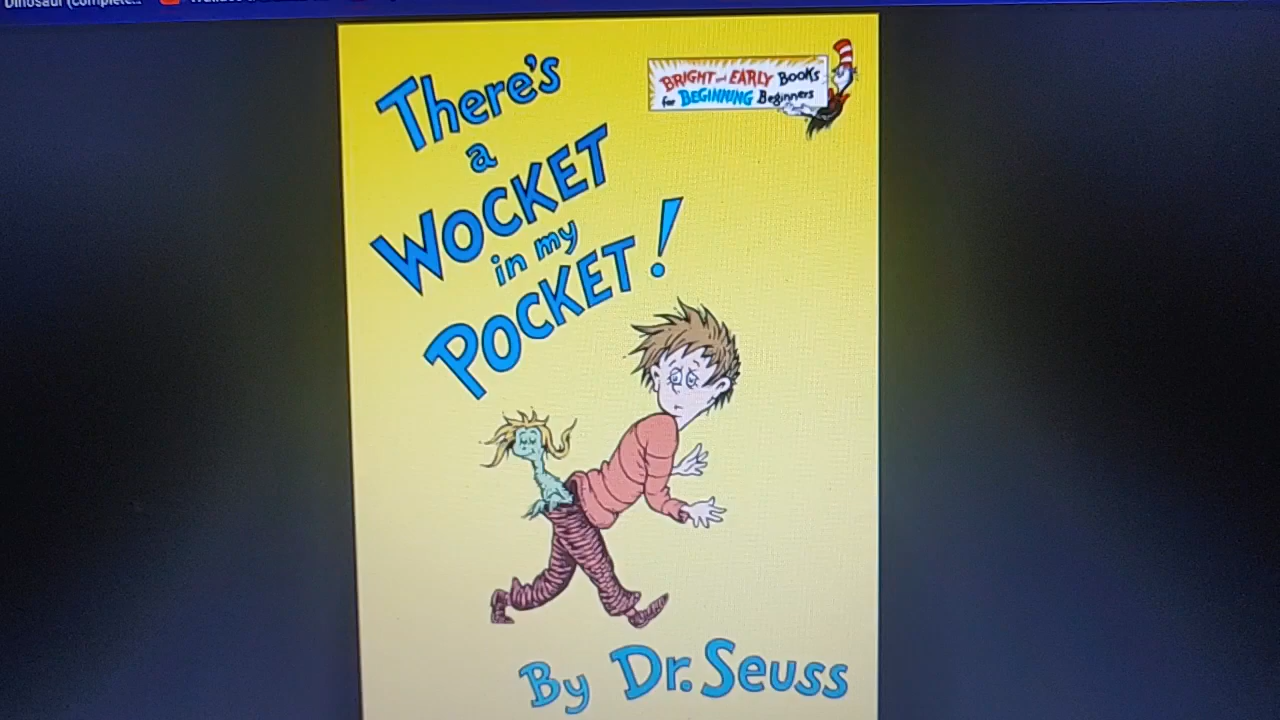 There's
a
WOCKET
in my
POCKET!
BRIGHT and EARLY Books
for BEGINNING Beginners
By Dr. Seuss